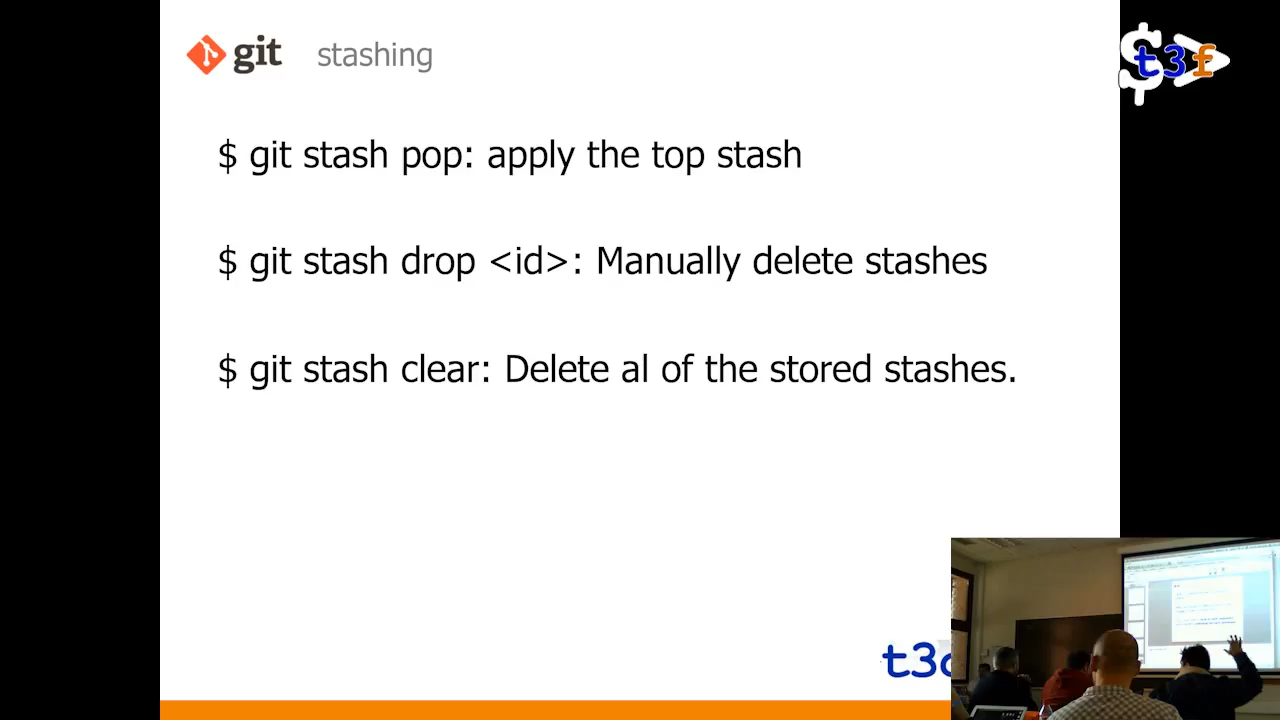 git stashing
$ t3f
$ git stash pop: apply the top stash
$ git stash drop <id>: Manually delete stashes
$ git stash clear: Delete al of the stored stashes.
t3